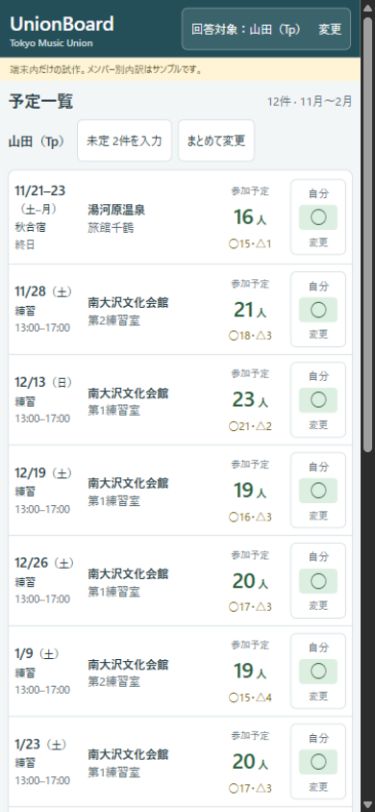 UnionBoard
Tokyo Music Union
回答対象：山田（Tp） 変更
端末内だけの試作。メンバー別内訳はサンプルです。
予定一覧
12件・11月〜2月
山田（Tp） 未定 2件を入力 まとめて変更
11/21–23
（土–月）
秋合宿
終日
湯河原温泉
旅館千鶴
参加予定
16人
○15・△1
自分
○
変更
11/28（土）
練習
13:00–17:00
南大沢文化会館
第2練習室
参加予定
21人
○18・△3
自分
○
変更
12/13（日）
練習
13:00–17:00
南大沢文化会館
第1練習室
参加予定
23人
○21・△2
自分
○
変更
12/19（土）
練習
13:00–17:00
南大沢文化会館
第1練習室
参加予定
19人
○16・△3
自分
○
変更
12/26（土）
練習
13:00–17:00
南大沢文化会館
第1練習室
参加予定
20人
○17・△3
自分
○
変更
1/9（土）
練習
13:00–17:00
南大沢文化会館
第2練習室
参加予定
19人
○15・△4
自分
○
変更
1/23（土）
練習
13:00–17:00
南大沢文化会館
第1練習室
参加予定
20人
○17・△3
自分
○
変更